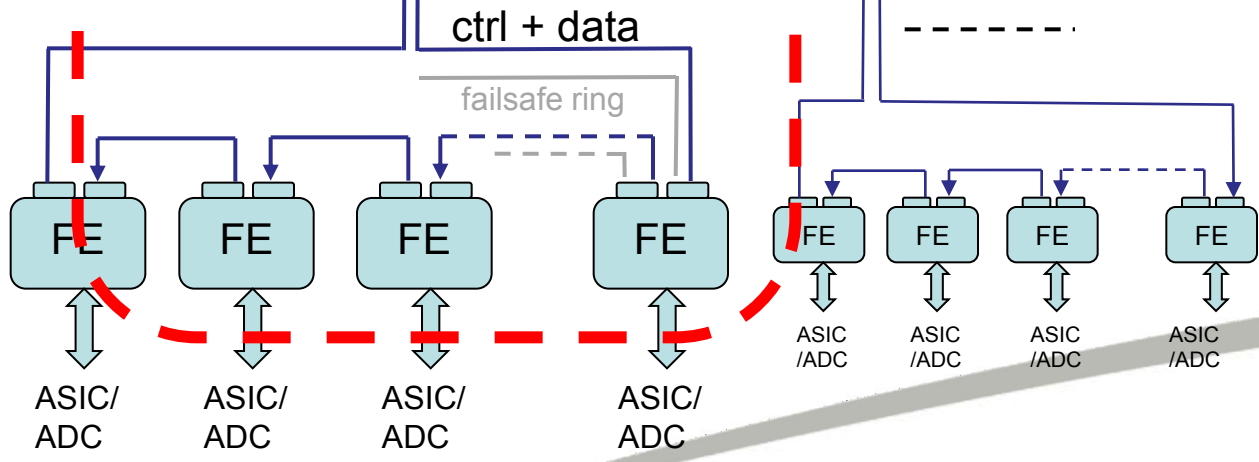 ctrl + data
failsafe ring
FE
FE
FE
FE
FE
FE
FE
FE
ASIC/
ADC
ASIC/
ADC
ASIC/
ADC
ASIC/
ADC
ASIC
/ADC
ASIC
/ADC
ASIC
/ADC
ASIC
/ADC